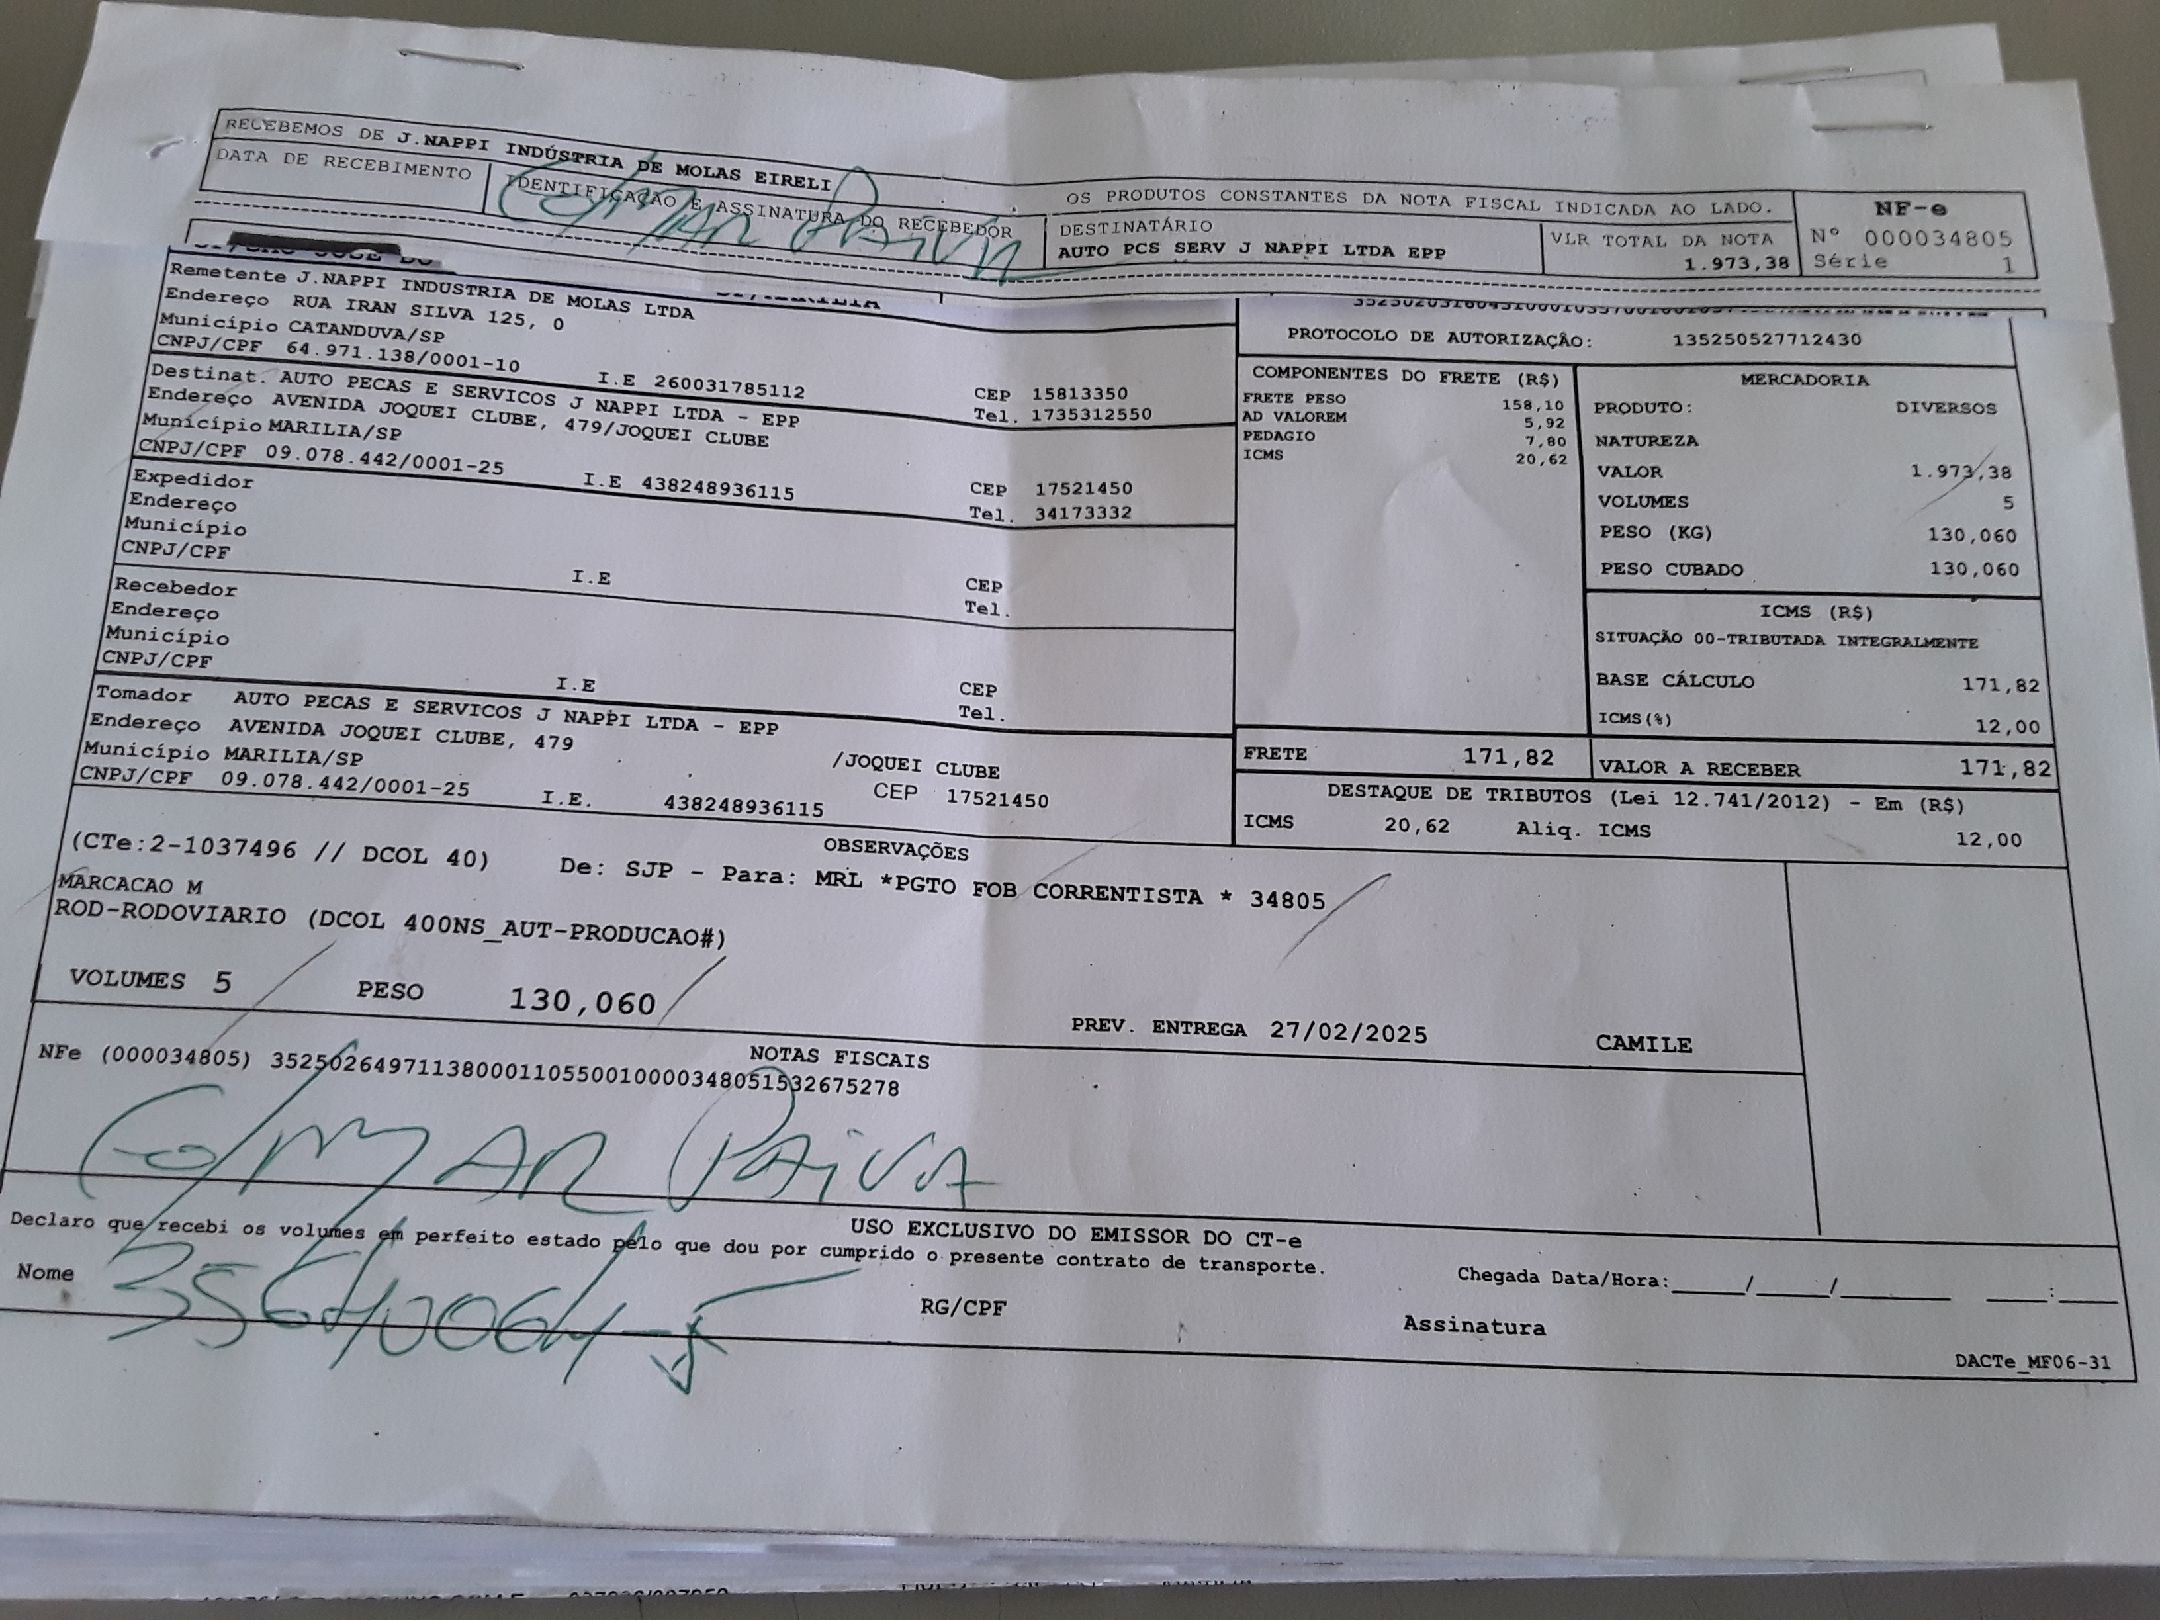 RECEBEMOS DE J.NAPPI INDÚSTRIA DE MOLAS EIRELI OS PRODUTOS CONSTANTES DA NOTA FISCAL INDICADA AO LADO.
DATA DE RECEBIMENTO
IDENTIFICAÇÃO E ASSINATURA DO RECEBEDOR
DESTINATÁRIO
AUTO PCS SERV J NAPPI LTDA EPP
VLR TOTAL DA NOTA
1.973,38
NF-e
Nº 000034805
Série 1
Remetente J.NAPPI INDUSTRIA DE MOLAS LTDA
Endereço RUA IRAN SILVA 125, 0
Município CATANDUVA/SP CEP 15813350
CNPJ/CPF 64.971.138/0001-10 I.E 260031785112 Tel. 1735312550
Destinat. AUTO PECAS E SERVICOS J NAPPI LTDA - EPP
Endereço AVENIDA JOQUEI CLUBE, 479/JOQUEI CLUBE
Município MARILIA/SP CEP 17521450
CNPJ/CPF 09.078.442/0001-25 I.E 438248936115 Tel. 34173332
Expedidor
Endereço
Município CEP
CNPJ/CPF I.E Tel.
Recebedor
Endereço
Município CEP
CNPJ/CPF I.E Tel.
Tomador AUTO PECAS E SERVICOS J NAPPI LTDA - EPP
Endereço AVENIDA JOQUEI CLUBE, 479 /JOQUEI CLUBE
Município MARILIA/SP CEP 17521450
CNPJ/CPF 09.078.442/0001-25 I.E. 438248936115
PROTOCOLO DE AUTORIZAÇÂO: 135250527712430
COMPONENTES DO FRETE (R$)
FRETE PESO 158,10
AD VALOREM 5,92
PEDAGIO 7,80
ICMS 20,62
MERCADORIA
PRODUTO: DIVERSOS
NATUREZA
VALOR 1.973,38
VOLUMES 5
PESO (KG) 130,060
PESO CUBADO 130,060
ICMS (R$)
SITUAÇÃO 00-TRIBUTADA INTEGRALMENTE
BASE CÁLCULO 171,82
ICMS(%) 12,00
FRETE 171,82
VALOR A RECEBER 171,82
DESTAQUE DE TRIBUTOS (Lei 12.741/2012) - Em (R$)
ICMS 20,62 Aliq. ICMS 12,00
OBSERVAÇÕES
(CTe:2-1037496 // DCOL 40) De: SJP - Para: MRL *PGTO FOB CORRENTISTA * 34805
MARCACAO M
ROD-RODOVIARIO (DCOL 400NS_AUT-PRODUCAO#)
VOLUMES 5 PESO 130,060
PREV. ENTREGA 27/02/2025 CAMILE
NOTAS FISCAIS
NFe (000034805) 35250264971138000110550010000348051532675278
USO EXCLUSIVO DO EMISSOR DO CT-e
Declaro que recebi os volumes em perfeito estado pelo que dou por cumprido o presente contrato de transporte.
Nome
RG/CPF
Chegada Data/Hora:____/____/______ ___:____
Assinatura
DACTe_MF06-31